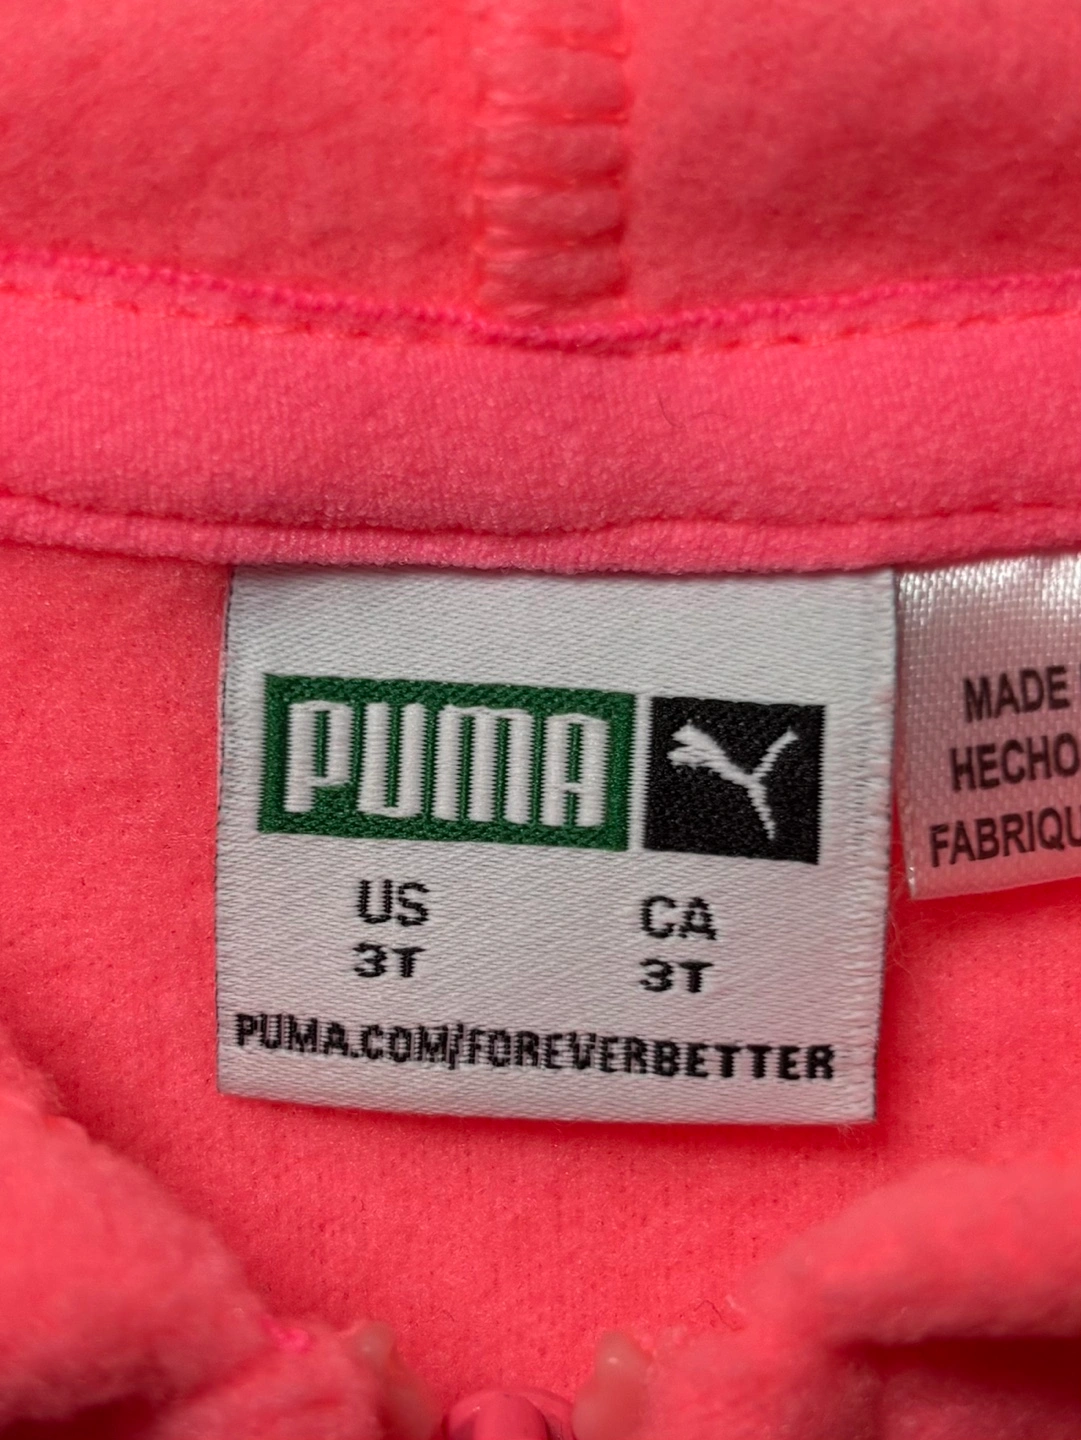 PUMA
US CA
3T 3T
PUMA.COM/FOREVERBETTER
MADE
HECHO
FABRIQU